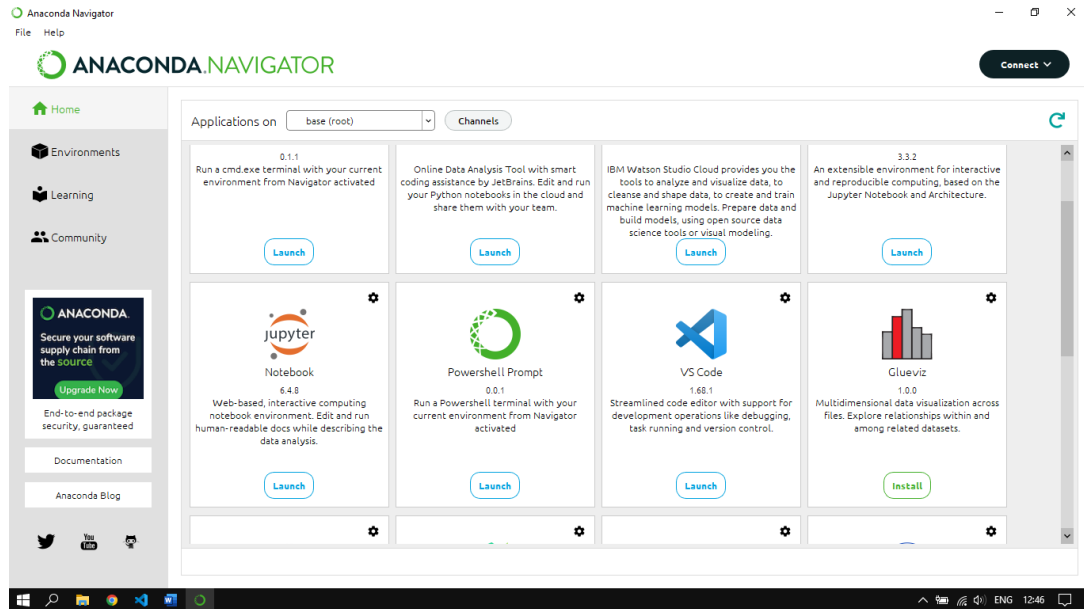 Anaconda Navigator
File Help
ANACONDA.NAVIGATOR
Connect
Home
Environments
Learning
Community
ANACONDA.
Secure your software
supply chain from
the source
Upgrade Now
End-to-end package
security, guaranteed
Documentation
Anaconda Blog
You
Tube
Applications on base (root) Channels
0.1.1
Run a cmd.exe terminal with your current
environment from Navigator activated
Launch
Online Data Analysis Tool with smart
coding assistance by JetBrains. Edit and run
your Python notebooks in the cloud and
share them with your team.
Launch
IBM Watson Studio Cloud provides you the
tools to analyze and visualize data, to
cleanse and shape data, to create and train
machine learning models. Prepare data and
build models, using open source data
science tools or visual modeling.
Launch
3.3.2
An extensible environment for interactive
and reproducible computing, based on the
Jupyter Notebook and Architecture.
Launch
jupyter
Notebook
6.4.8
Web-based, interactive computing
notebook environment. Edit and run
human-readable docs while describing the
data analysis.
Launch
Powershell Prompt
0.0.1
Run a Powershell terminal with your
current environment from Navigator
activated
Launch
VS Code
1.68.1
Streamlined code editor with support for
development operations like debugging,
task running and version control.
Launch
Glueviz
1.0.0
Multidimensional data visualization across
files. Explore relationships within and
among related datasets.
Install
ENG 12:46